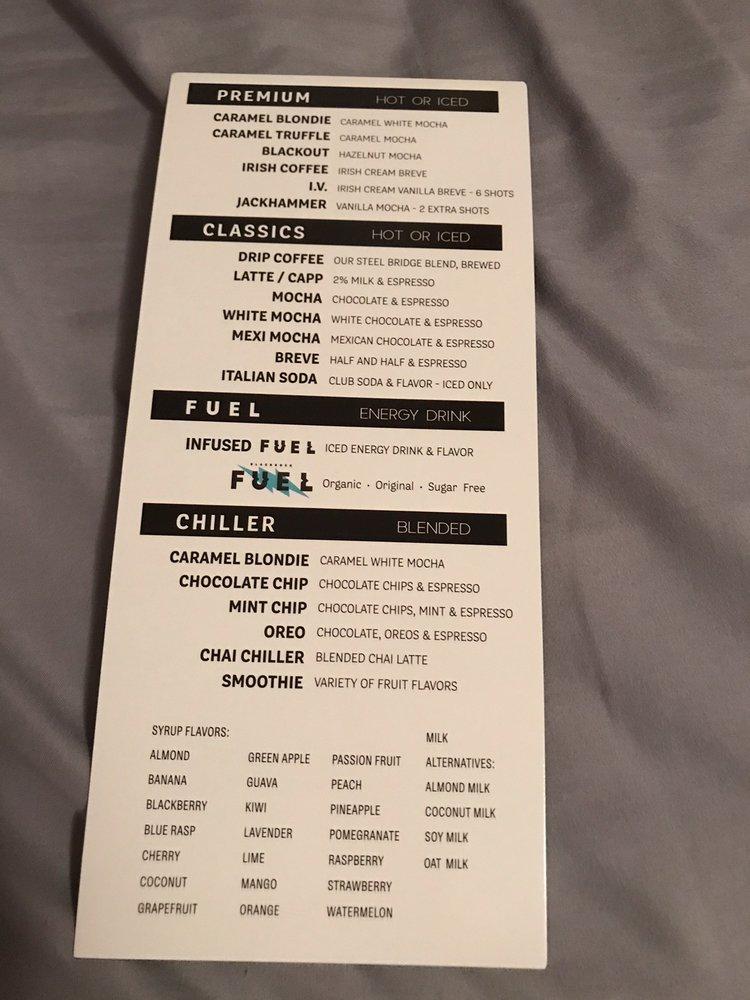 PREMIUM HOT OR ICED
CARAMEL BLONDIE CARAMEL WHITE MOCHA
CARAMEL TRUFFLE CARAMEL MOCHA
BLACKOUT HAZELNUT MOCHA
IRISH COFFEE IRISH CREAM BREVE
I.V. IRISH CREAM VANILLA BREVE - 6 SHOTS
JACKHAMMER VANILLA MOCHA - 2 EXTRA SHOTS
CLASSICS HOT OR ICED
DRIP COFFEE OUR STEEL BRIDGE BLEND, BREWED
LATTE / CAPP 2% MILK & ESPRESSO
MOCHA CHOCOLATE & ESPRESSO
WHITE MOCHA WHITE CHOCOLATE & ESPRESSO
MEXI MOCHA MEXICAN CHOCOLATE & ESPRESSO
BREVE HALF AND HALF & ESPRESSO
ITALIAN SODA CLUB SODA & FLAVOR - ICED ONLY
FUEL ENERGY DRINK
INFUSED FUEL ICED ENERGY DRINK & FLAVOR
FUEL Organic · Original · Sugar Free
CHILLER BLENDED
CARAMEL BLONDIE CARAMEL WHITE MOCHA
CHOCOLATE CHIP CHOCOLATE CHIPS & ESPRESSO
MINT CHIP CHOCOLATE CHIPS, MINT & ESPRESSO
OREO CHOCOLATE, OREOS & ESPRESSO
CHAI CHILLER BLENDED CHAI LATTE
SMOOTHIE VARIETY OF FRUIT FLAVORS
SYRUP FLAVORS:
ALMOND
BANANA
BLACKBERRY
BLUE RASP
CHERRY
COCONUT
GRAPEFRUIT
GREEN APPLE
GUAVA
KIWI
LAVENDER
LIME
MANGO
ORANGE
PASSION FRUIT
PEACH
PINEAPPLE
POMEGRANATE
RASPBERRY
STRAWBERRY
WATERMELON
MILK
ALTERNATIVES:
ALMOND MILK
COCONUT MILK
SOY MILK
OAT MILK